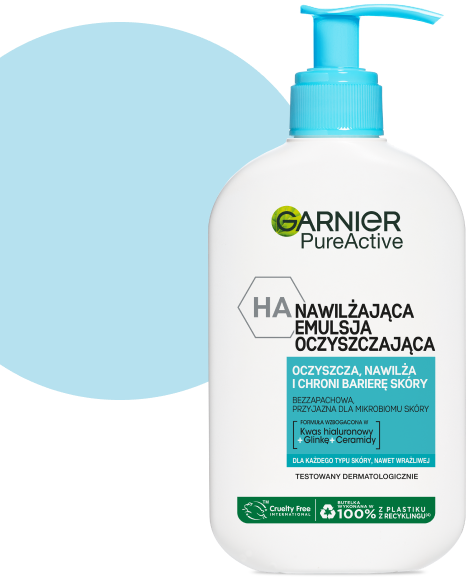 GARNIER
PureActive
HA
NAWILŻAJĄCA
EMULSJA
OCZYSZCZAJĄCA
OCZYSZCZA, NAWILŻA
I CHRONI BARIERĘ SKÓRY
BEZZAPACHOWA,
PRZYJAZNA DLA MIKROBIOMU SKÓRY
FORMUŁA WZBOGACONA W
Kwas hialuronowy
+Glinkę+Ceramidy
DLA KAŻDEGO TYPU SKÓRY, NAWET WRAŻLIWEJ
TESTOWANY DERMATOLOGICZNIE
TM
Cruelty Free
INTERNATIONAL
BUTELKA
WYKONANA W
100% Z PLASTIKU
Z RECYKLINGU